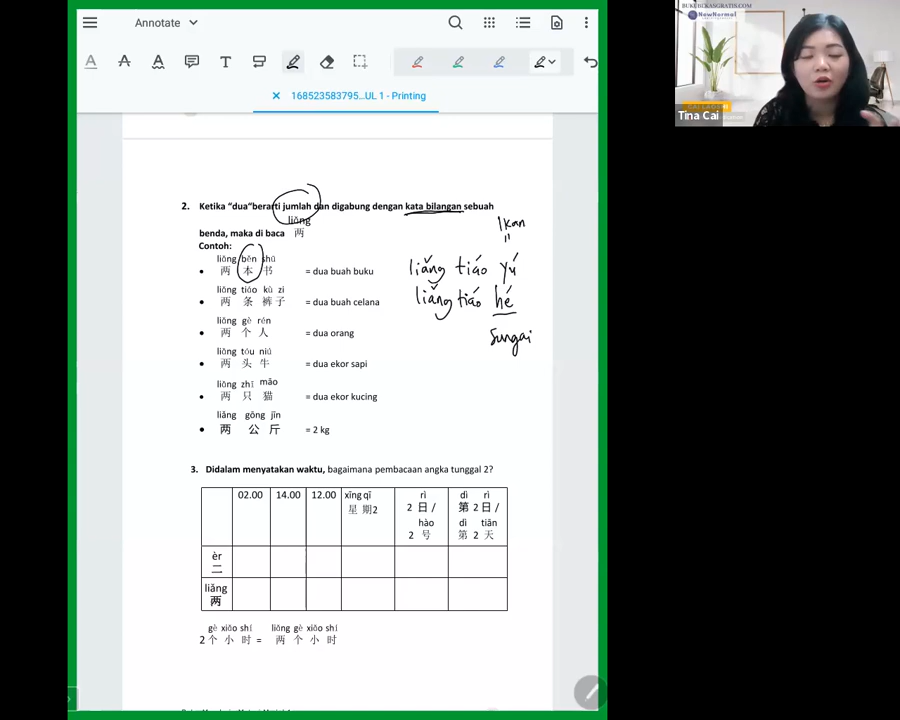 Annotate
168523583795...UL 1 - Printing
BUKUBEKASGRATIS.COM
NewNormal
Tina Cai
2. Ketika "dua"berarti jumlah dan digabung dengan kata bilangan sebuah
liǎng
benda, maka di baca 两
Contoh:
liǎng běn shū
• 两 本 书 = dua buah buku
liǎng tiáo kù zi
• 两 条 裤子 = dua buah celana
liǎng gè rén
• 两 个 人 = dua orang
liǎng tóu niú
• 两 头 牛 = dua ekor sapi
liǎng zhī māo
• 两 只 猫 = dua ekor kucing
liǎng gōng jīn
• 两 公 斤 = 2 kg
Ikan
liǎng tiáo yú
liǎng tiáo hé
sungai
3. Didalam menyatakan waktu, bagaimana pembacaan angka tunggal 2?
02.00 14.00 12.00 xīng qī rì dì rì
星 期2 2 日 / 第 2 日 /
hào dì tiān
2 号 第 2 天
èr
二
liǎng
两
gè xiǎo shí liǎng gè xiǎo shí
2 个 小 时 = 两 个 小 时